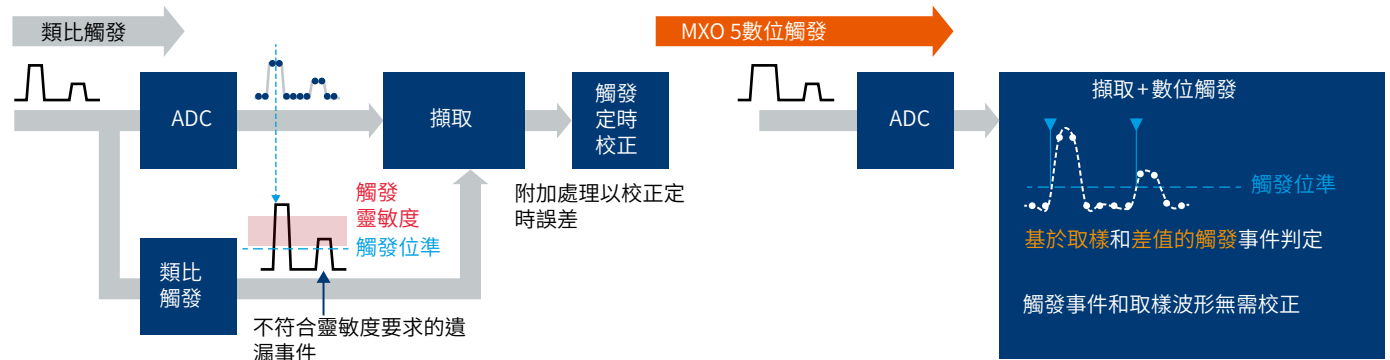 類比觸發
ADC
擷取
觸發
定時
校正
觸發
靈敏度
觸發位準
附加處理以校正定
時誤差
類比
觸發
不符合靈敏度要求的遺
漏事件
MXO 5數位觸發
ADC
擷取+數位觸發
觸發位準
基於取樣和差值的觸發事件判定
觸發事件和取樣波形無需校正